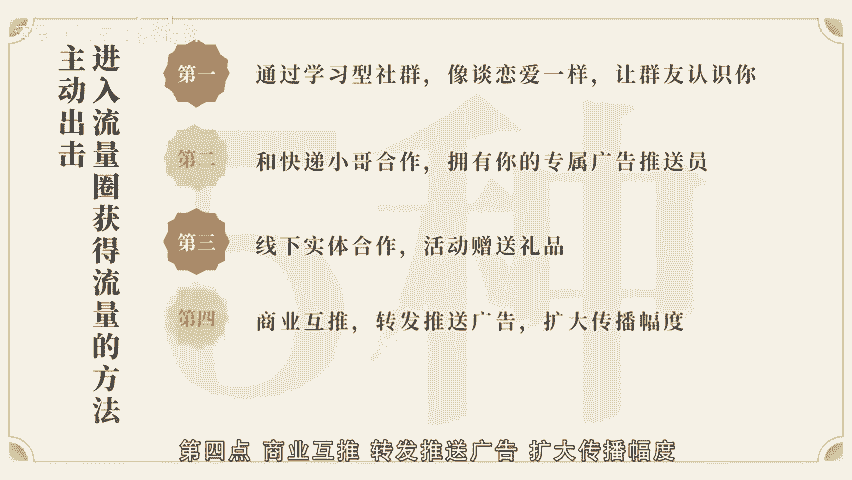 主动出击
进入流量圈获得流量的方法
第一 通过学习型社群，像谈恋爱一样，让群友认识你
第二 和快递小哥合作，拥有你的专属广告推送员
第三 线下实体合作，活动赠送礼品
第四 商业互推，转发推送广告，扩大传播幅度
5种
第四点 商业互推 转发推送广告 扩大传播幅度